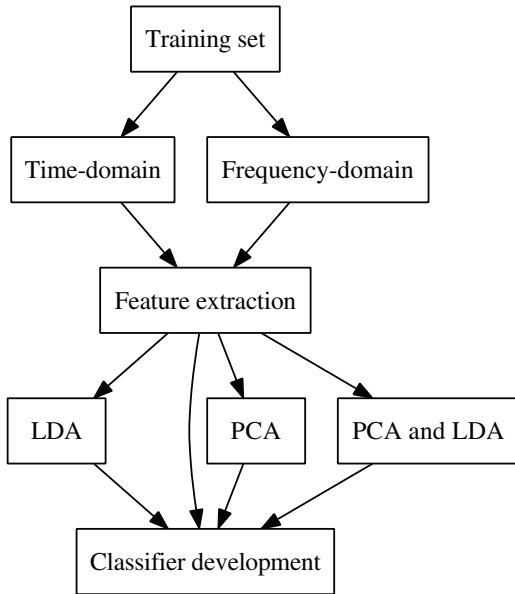 Training set
Time-domain
Frequency-domain
Feature extraction
LDA
PCA
PCA and LDA
Classifier development